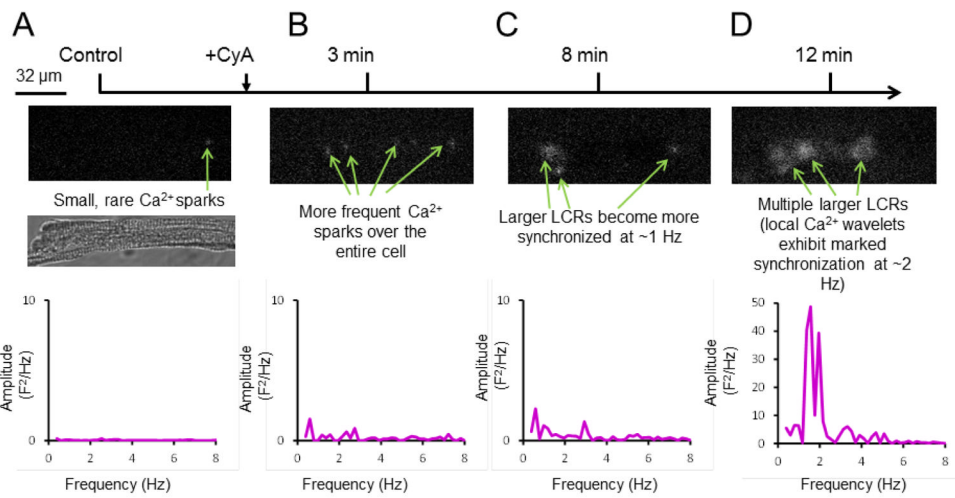 A
B
C
D
Control
+CyA
3 min
8 min
12 min
32 µm
Small, rare Ca2+ sparks
More frequent Ca2+
sparks over the
entire cell
Larger LCRs become more
synchronized at ~1 Hz
Multiple larger LCRs
(local Ca2+ wavelets
exhibit marked
synchronization at ~2
Hz)
Amplitude
(F2/Hz)
10
0
0 2 4 6 8
Frequency (Hz)
Amplitude
(F2/Hz)
10
0
0 2 4 6 8
Frequency (Hz)
Amplitude
(F2/Hz)
10
0
0 2 4 6 8
Frequency (Hz)
Amplitude
(F2/Hz)
50
40
30
20
10
0
0 2 4 6 8
Frequency (Hz)